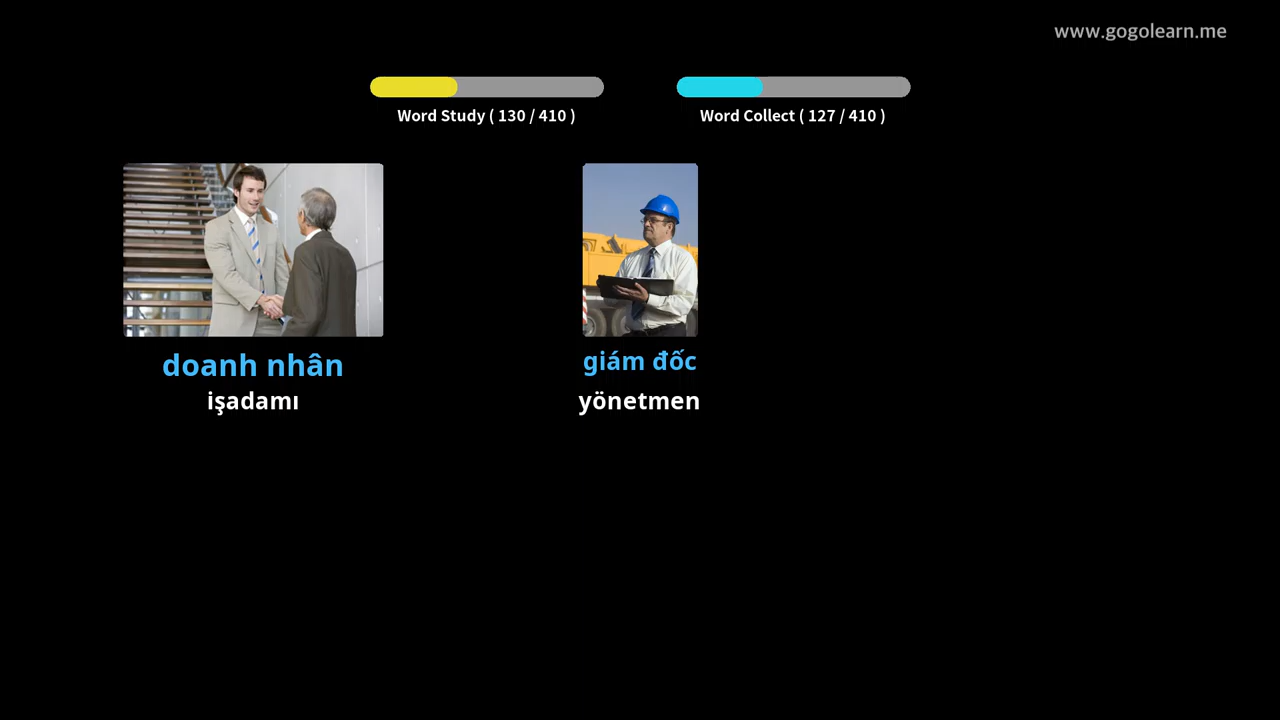 www.gogolearn.me
Word Study ( 130 / 410 )
Word Collect ( 127 / 410 )
doanh nhân
işadamı
giám đốc
yönetmen